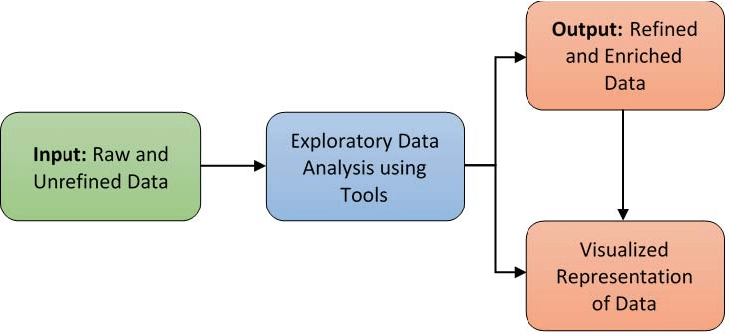 Input: Raw and
Unrefined Data
Exploratory Data
Analysis using
Tools
Output: Refined
and Enriched
Data
Visualized
Representation
of Data